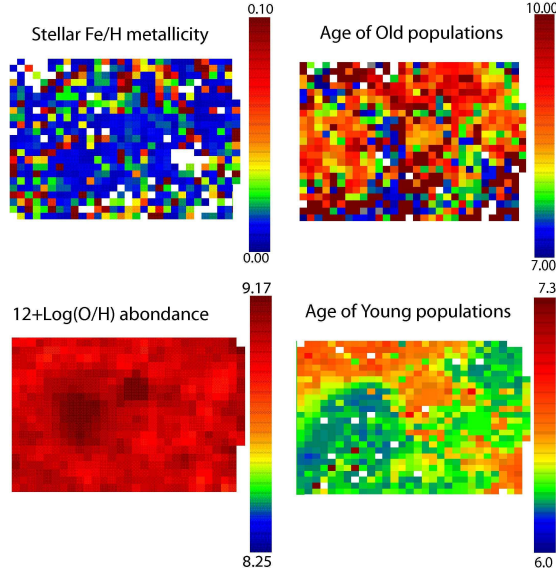 0.10
Stellar Fe/H metallicity
0.00
10.00
Age of Old populations
7.00
9.17
12+Log(O/H) abondance
8.25
7.3
Age of Young populations
6.0